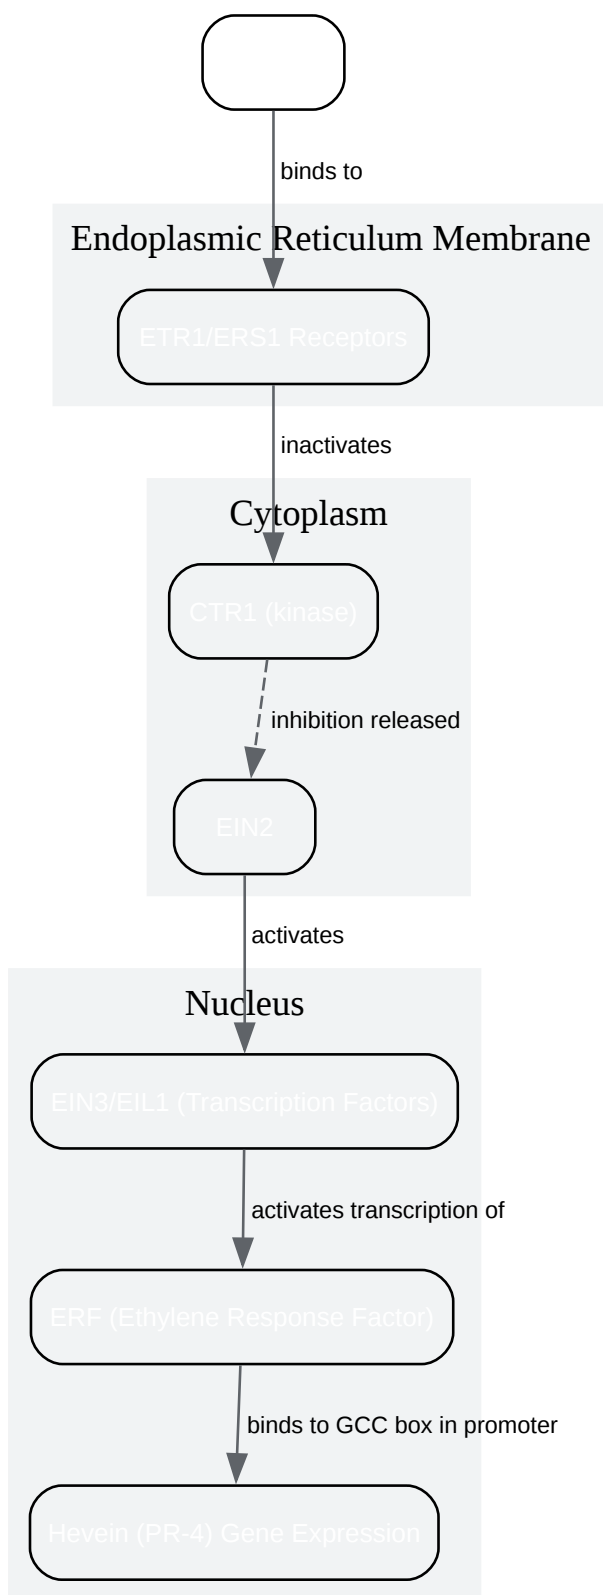 binds to
Endoplasmic Reticulum Membrane
ETR1/ERS1 Receptors
inactivates
Cytoplasm
CTR1 (kinase)
inhibition released
EIN2
activates
Nucleus
EIN3/EIL1 (Transcription Factors)
activates transcription of
ERF (Ethylene Response Factor)
binds to GCC box in promoter
Hevein (PR-4) Gene Expression